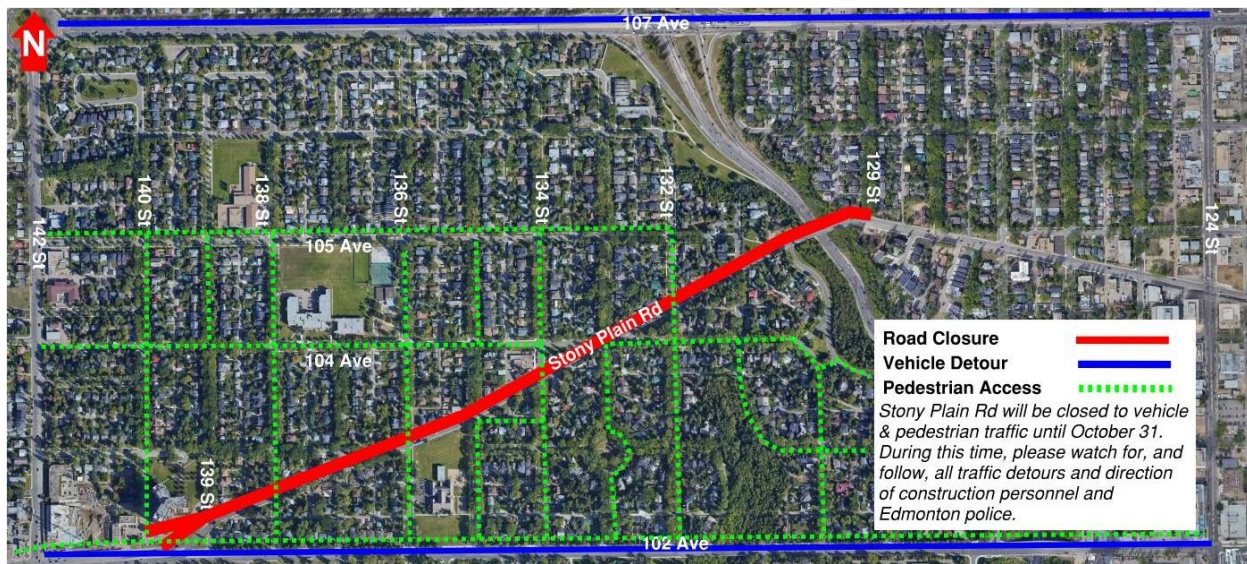 107 Ave
N
129 St
140 St
138 St
136 St
134 St
132 St
142 St
124 St
105 Ave
Stony Plain Rd
104 Ave
139 St
102 Ave
Road Closure
Vehicle Detour
Pedestrian Access
Stony Plain Rd will be closed to vehicle
& pedestrian traffic until October 31.
During this time, please watch for, and
follow, all traffic detours and direction
of construction personnel and
Edmonton police.